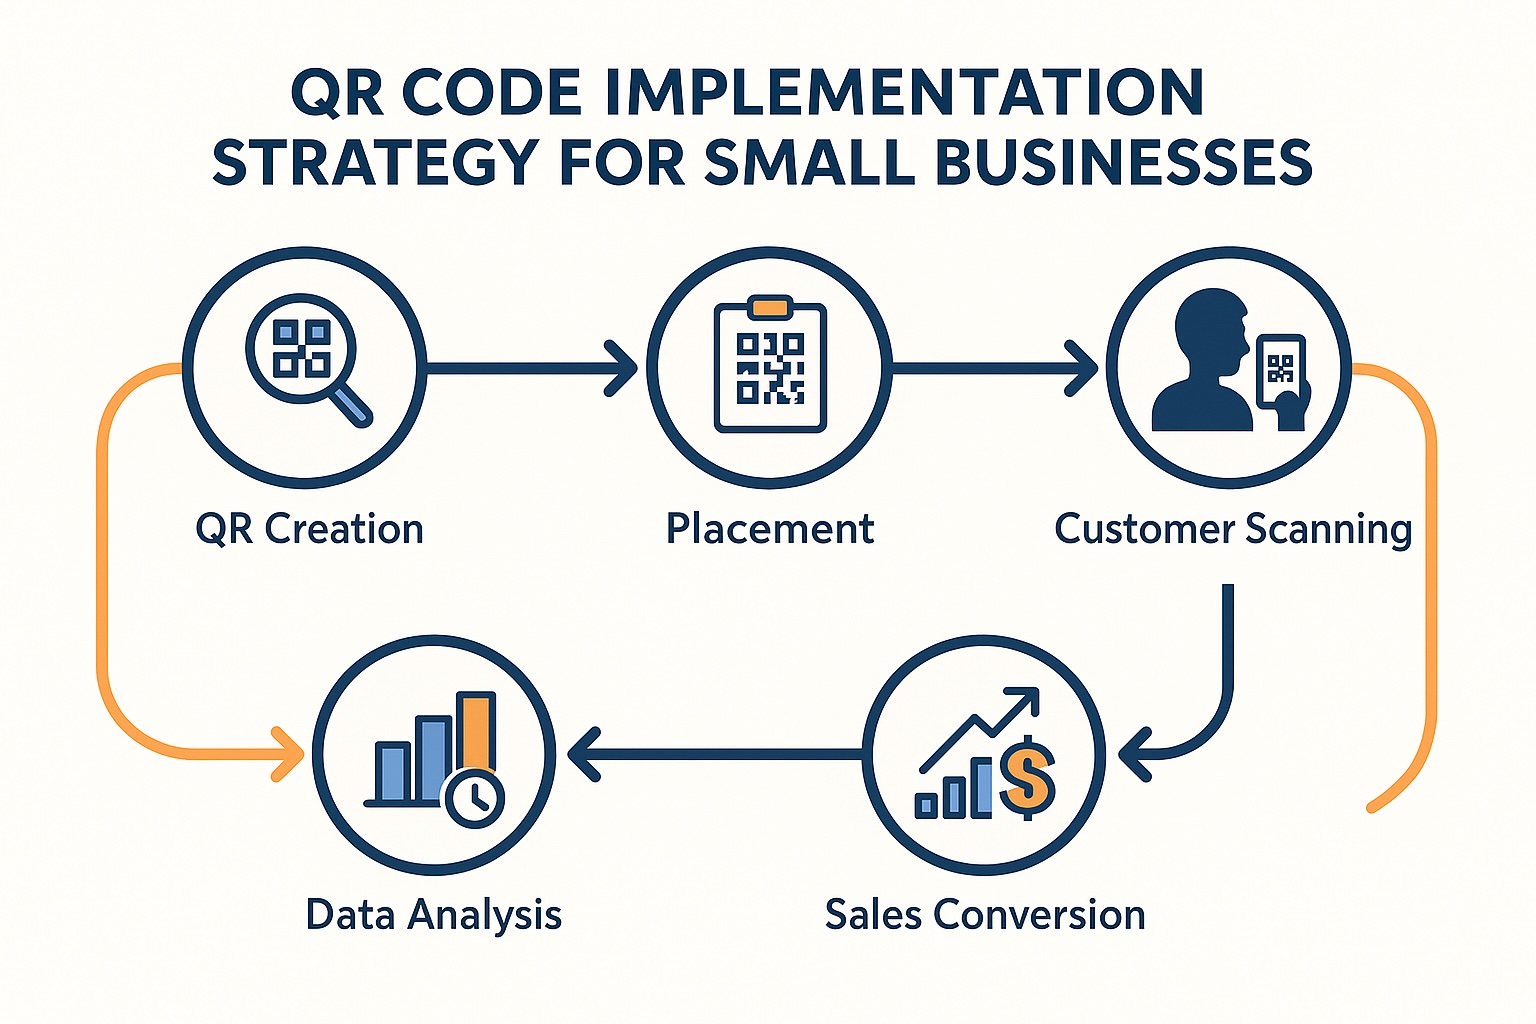 QR CODE IMPLEMENTATION
STRATEGY FOR SMALL BUSINESSES
QR Creation
Placement
Customer Scanning
Data Analysis
Sales Conversion